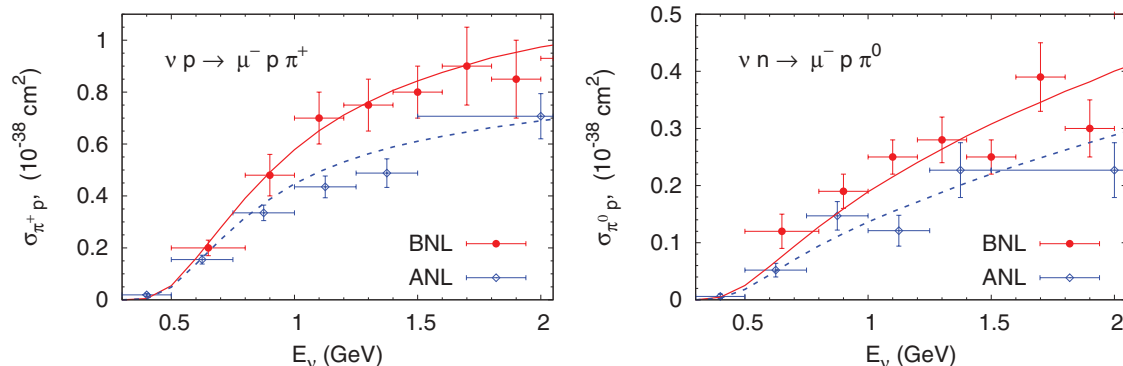 ν p → μ⁻ p π⁺
σπ⁺ p, (10⁻³⁸ cm²)
1
0.8
0.6
0.4
0.2
0
BNL
ANL
0.5 1 1.5 2
Eν (GeV)
ν n → μ⁻ p π⁰
σπ⁰ p, (10⁻³⁸ cm²)
0.5
0.4
0.3
0.2
0.1
0
BNL
ANL
0.5 1 1.5 2
Eν (GeV)